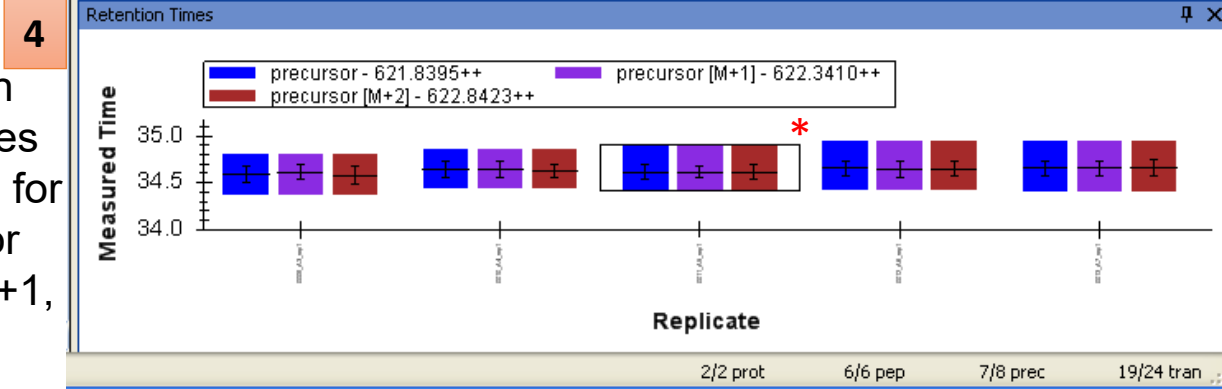 4
n
es
for
or
+1,
Retention Times
precursor - 621.8395++
precursor [M+1] - 622.3410++
precursor [M+2] - 622.8423++
*
Measured Time
35.0
34.5
34.0
Replicate
2/2 prot 6/6 pep 7/8 prec 19/24 tran